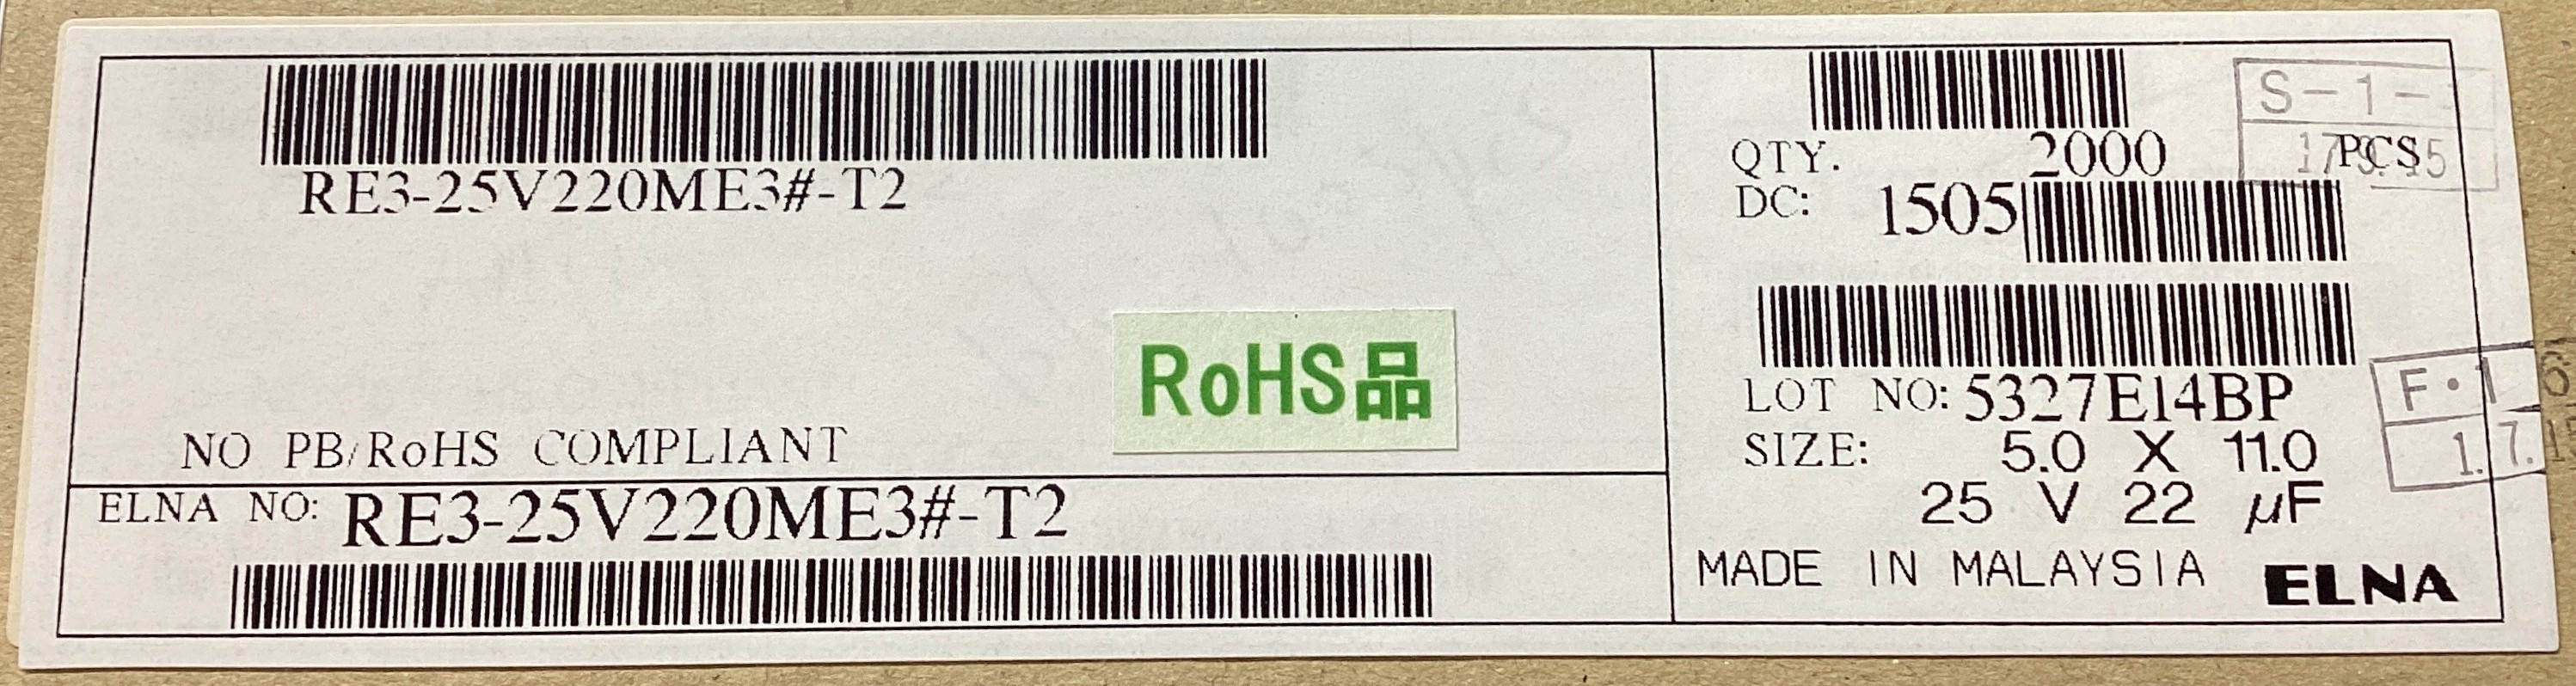 RE3-25V220ME3#-T2
RoHS品
NO PB/RoHS COMPLIANT
ELNA NO: RE3-25V220ME3#-T2
QTY. 2000 PCS
DC: 1505
LOT NO: 5327E14BP
SIZE: 5.0 X 11.0
25 V 22 µF
MADE IN MALAYSIA ELNA
S-1-
F·1